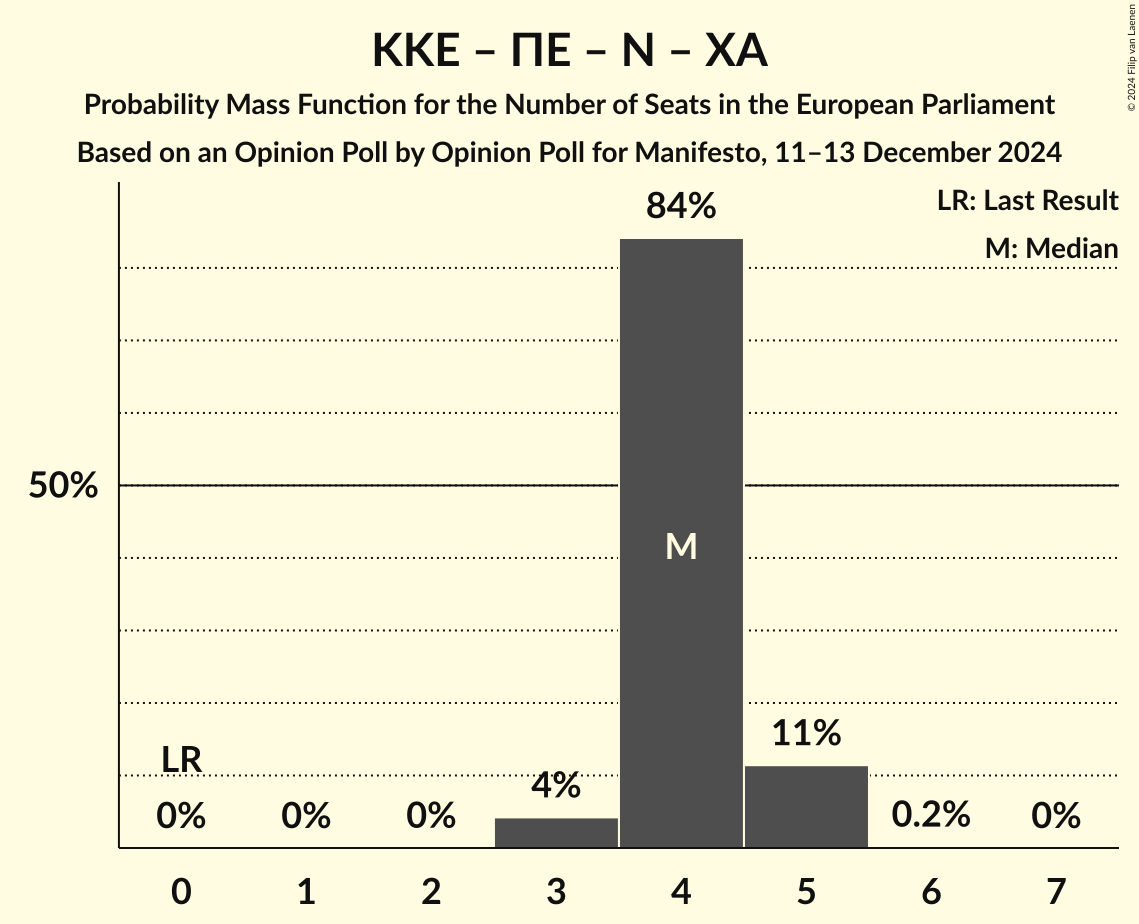 ΚΚΕ – ΠΕ – Ν – ΧΑ
Probability Mass Function for the Number of Seats in the European Parliament
Based on an Opinion Poll by Opinion Poll for Manifesto, 11–13 December 2024
© 2024 Filip van Laenen
LR: Last Result
M: Median
84%
50%
M
11%
LR
4%
0% 0% 0% 0.2% 0%
0 1 2 3 4 5 6 7